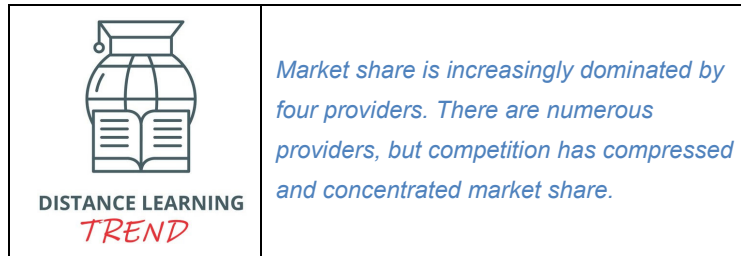 DISTANCE LEARNING
TREND
Market share is increasingly dominated by
four providers. There are numerous
providers, but competition has compressed
and concentrated market share.